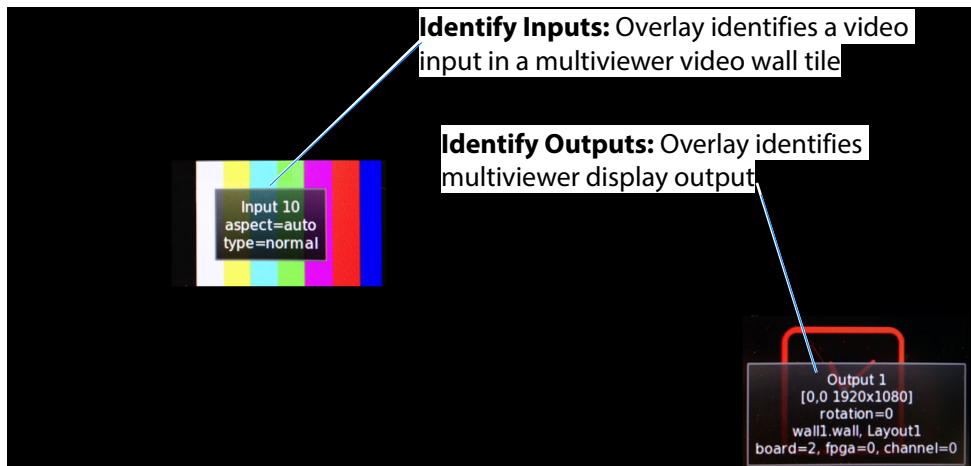 Identify Inputs: Overlay identifies a video
input in a multiviewer video wall tile
Identify Outputs: Overlay identifies
multiviewer display output
Input 10
aspect=auto
type=normal
Output 1
[0,0 1920x1080]
rotation=0
wall1.wall, Layout1
board=2, fpga=0, channel=0